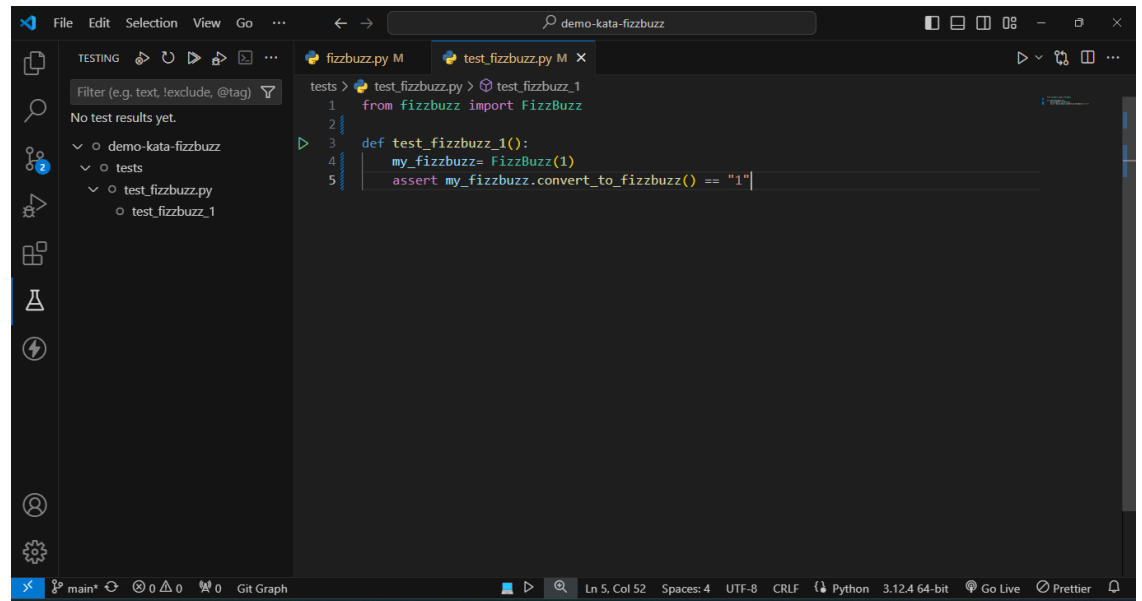 File Edit Selection View Go ···
demo-kata-fizzbuzz
TESTING
fizzbuzz.py M
test_fizzbuzz.py M
Filter (e.g. text, !exclude, @tag)
No test results yet.
demo-kata-fizzbuzz
tests
test_fizzbuzz.py
test_fizzbuzz_1
tests > test_fizzbuzz.py > test_fizzbuzz_1
1 from fizzbuzz import FizzBuzz
2
3 def test_fizzbuzz_1():
4 my_fizzbuzz= FizzBuzz(1)
5 assert my_fizzbuzz.convert_to_fizzbuzz() == "1"
2
main* 0 0 0 Git Graph Ln 5, Col 52 Spaces: 4 UTF-8 CRLF Python 3.12.4 64-bit Go Live Prettier